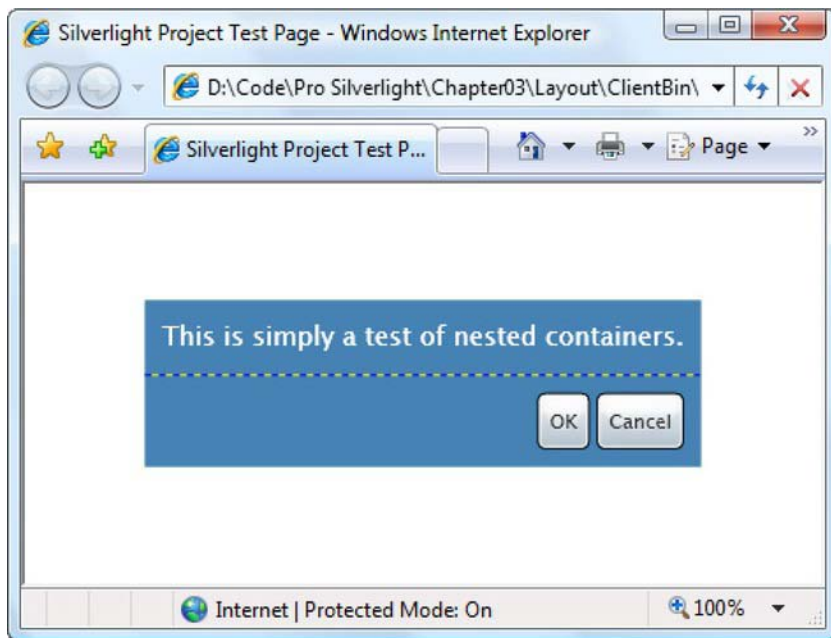 Silverlight Project Test Page - Windows Internet Explorer
D:\Code\Pro Silverlight\Chapter03\Layout\ClientBin\
Silverlight Project Test P...
Page
This is simply a test of nested containers.
OK
Cancel
Internet | Protected Mode: On
100%